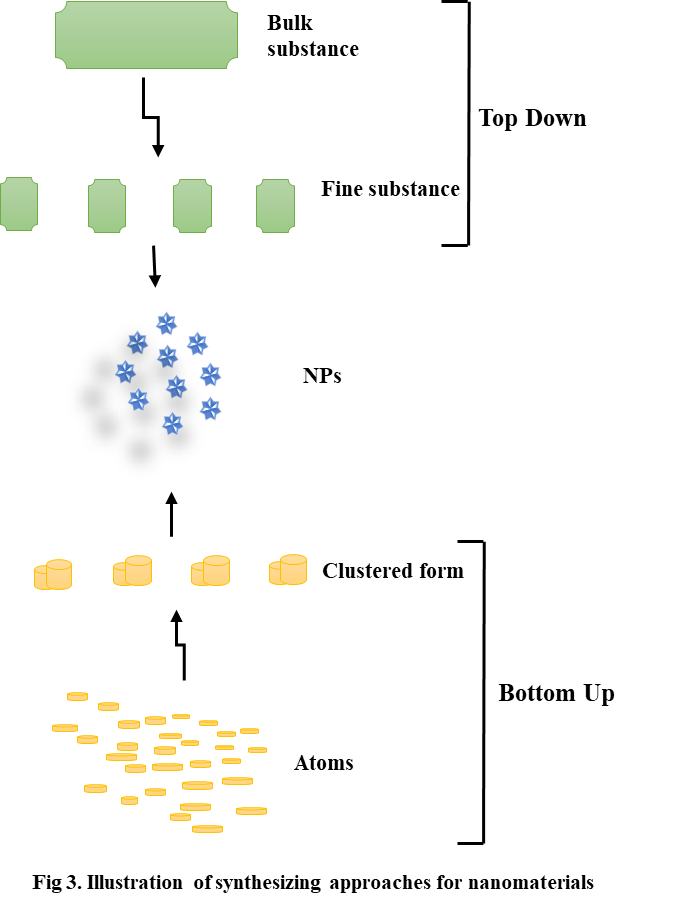 Bulk
substance
Top Down
Fine substance
NPs
Clustered form
Bottom Up
Atoms
Fig 3. Illustration of synthesizing approaches for nanomaterials